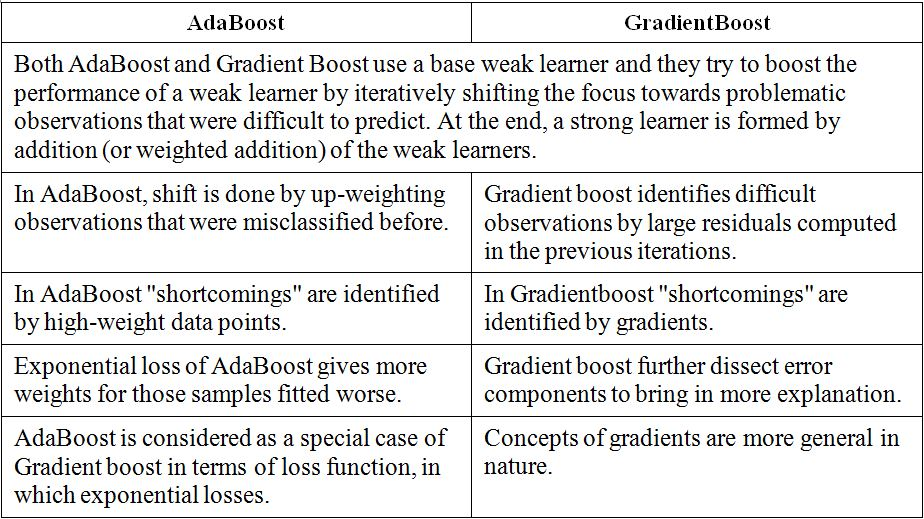 AdaBoost
GradientBoost
Both AdaBoost and Gradient Boost use a base weak learner and they try to boost the
performance of a weak learner by iteratively shifting the focus towards problematic
observations that were difficult to predict. At the end, a strong learner is formed by
addition (or weighted addition) of the weak learners.
In AdaBoost, shift is done by up-weighting
observations that were misclassified before.
Gradient boost identifies difficult
observations by large residuals computed
in the previous iterations.
In AdaBoost "shortcomings" are identified
by high-weight data points.
In Gradientboost "shortcomings" are
identified by gradients.
Exponential loss of AdaBoost gives more
weights for those samples fitted worse.
Gradient boost further dissect error
components to bring in more explanation.
AdaBoost is considered as a special case of
Gradient boost in terms of loss function, in
which exponential losses.
Concepts of gradients are more general in
nature.